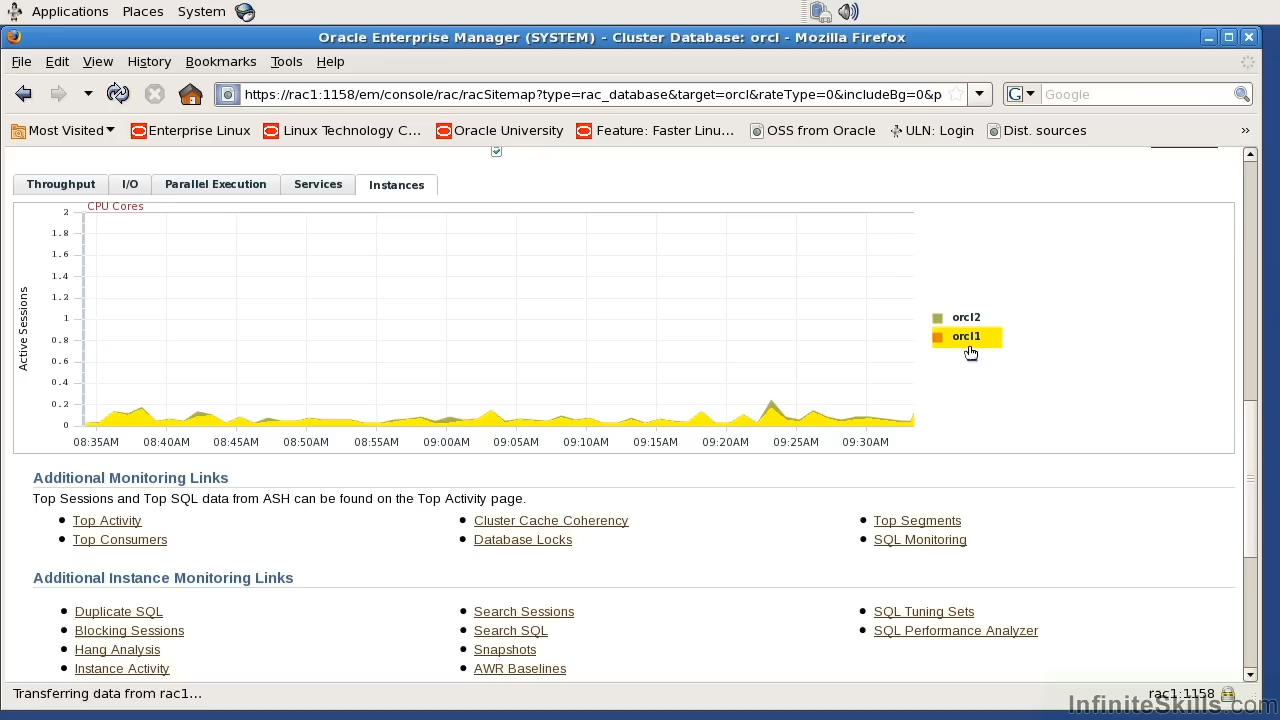 Applications Places System
Oracle Enterprise Manager (SYSTEM) - Cluster Database: orcl - Mozilla Firefox
File Edit View History Bookmarks Tools Help
https://rac1:1158/em/console/rac/racSitemap?type=rac_database&target=orcl&rateType=0&includeBg=0&p
Google
Most Visited Enterprise Linux Linux Technology C... Oracle University Feature: Faster Linu... OSS from Oracle ULN: Login Dist. sources »
Throughput I/O Parallel Execution Services Instances
CPU Cores
Active Sessions
2
1.8
1.6
1.4
1.2
1
0.8
0.6
0.4
0.2
0
08:35AM 08:40AM 08:45AM 08:50AM 08:55AM 09:00AM 09:05AM 09:10AM 09:15AM 09:20AM 09:25AM 09:30AM
orcl2
orcl1
Additional Monitoring Links
Top Sessions and Top SQL data from ASH can be found on the Top Activity page.
Top Activity Cluster Cache Coherency Top Segments
Top Consumers Database Locks SQL Monitoring
Additional Instance Monitoring Links
Duplicate SQL Search Sessions SQL Tuning Sets
Blocking Sessions Search SQL SQL Performance Analyzer
Hang Analysis Snapshots
Instance Activity AWR Baselines
Transferring data from rac1...
rac1:1158
InfiniteSkills.com